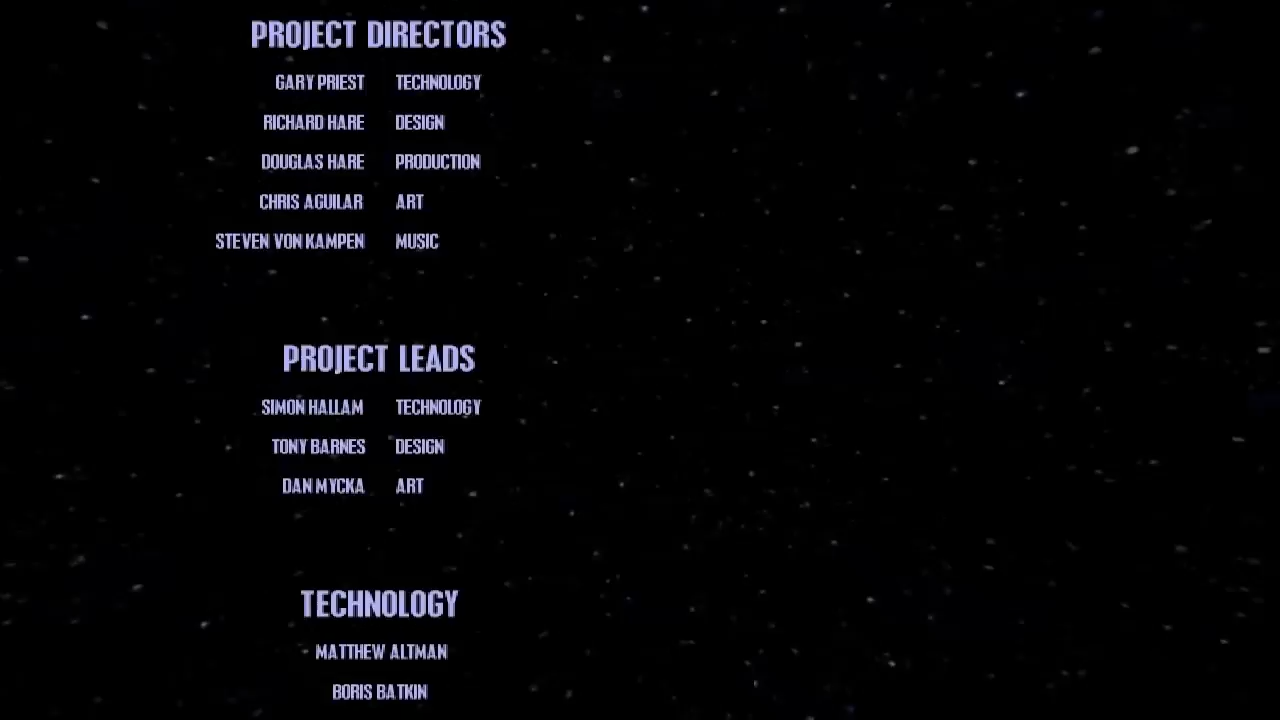 PROJECT DIRECTORS
GARY PRIEST TECHNOLOGY
RICHARD HARE DESIGN
DOUGLAS HARE PRODUCTION
CHRIS AGUILAR ART
STEVEN VON KAMPEN MUSIC
PROJECT LEADS
SIMON HALLAM TECHNOLOGY
TONY BARNES DESIGN
DAN MYCKA ART
TECHNOLOGY
MATTHEW ALTMAN
BORIS BATKIN